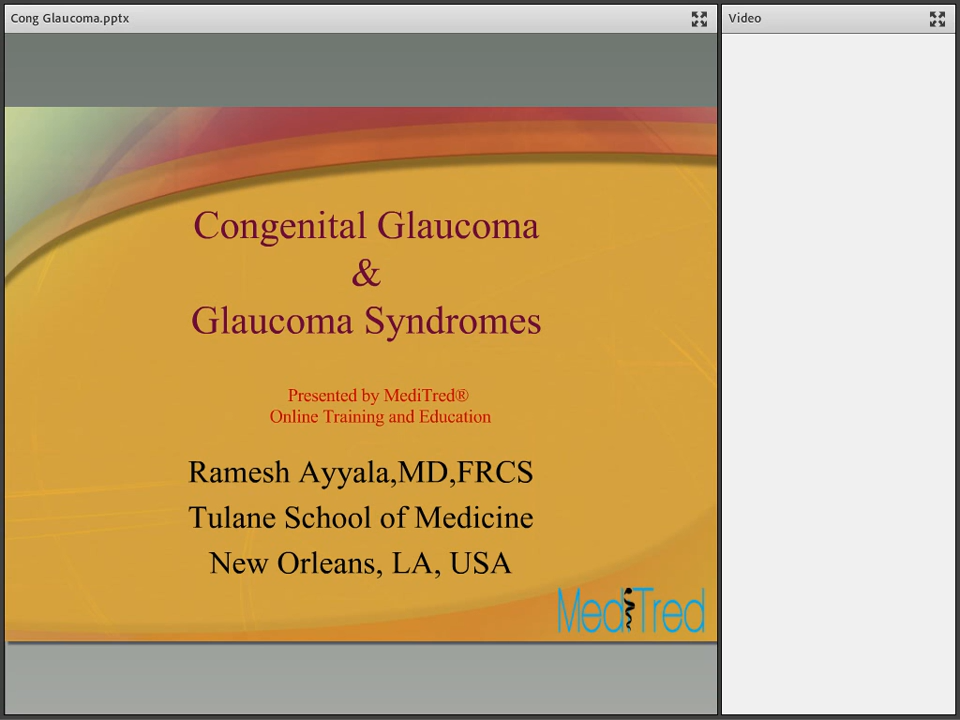 Cong Glaucoma.pptx
Video
Congenital Glaucoma
&
Glaucoma Syndromes
Presented by MediTred®
Online Training and Education
Ramesh Ayyala,MD,FRCS
Tulane School of Medicine
New Orleans, LA, USA
MediTred